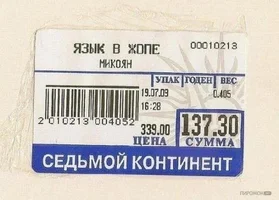 ЯЗЫК В ЖОПЕ 00010213
МИКОЯН
УПАК ГОДЕН ВЕС
19.07.09 0.405
16:28
2 010213 004052
339.00 137.30
ЦЕНА СУММА
СЕДЬМОЙ КОНТИНЕНТ